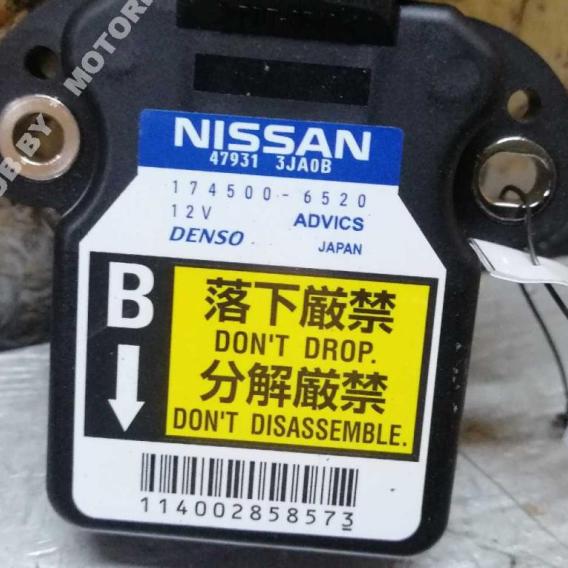 NISSAN
47931 3JA0B
174500-6520
12V ADVICS
DENSO JAPAN
B
落下厳禁
DON'T DROP.
分解厳禁
DON'T DISASSEMBLE.
114002858573